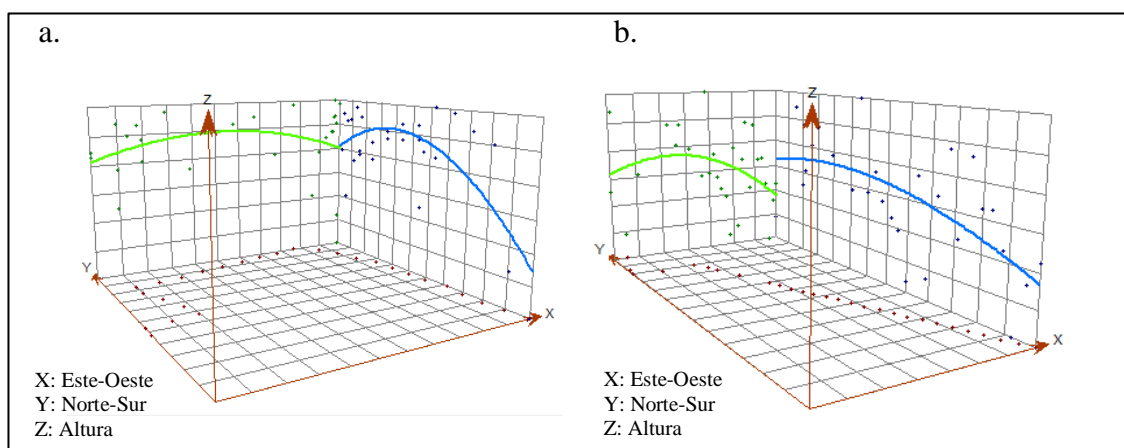 a.
Z
Y
X
X: Este-Oeste
Y: Norte-Sur
Z: Altura
b.
Z
Y
X
X: Este-Oeste
Y: Norte-Sur
Z: Altura